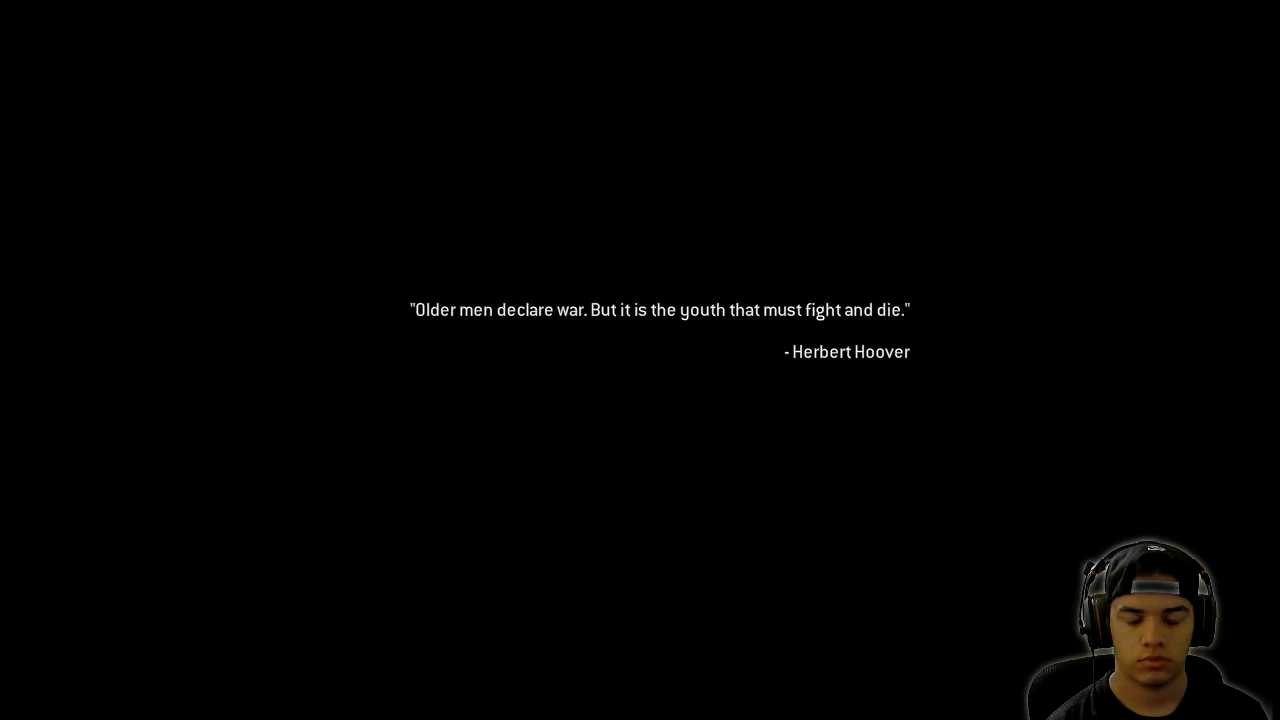 "Older men declare war. But it is the youth that must fight and die."
- Herbert Hoover